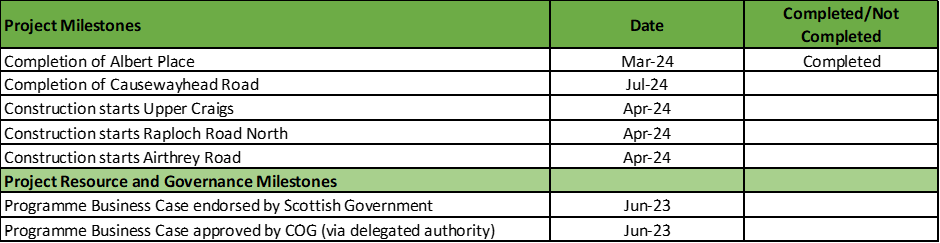 Project Milestones Date Completed/Not Completed
Completion of Albert Place Mar-24 Completed
Completion of Causewayhead Road Jul-24
Construction starts Upper Craigs Apr-24
Construction starts Raploch Road North Apr-24
Construction starts Airthrey Road Apr-24
Project Resource and Governance Milestones
Programme Business Case endorsed by Scottish Government Jun-23
Programme Business Case approved by COG (via delegated authority) Jun-23